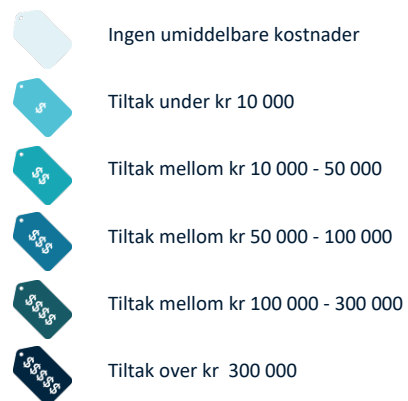 Ingen umiddelbare kostnader
$
Tiltak under kr 10 000
$$
Tiltak mellom kr 10 000 - 50 000
$$$
Tiltak mellom kr 50 000 - 100 000
$$$$
Tiltak mellom kr 100 000 - 300 000
$$$$$
Tiltak over kr  300 000